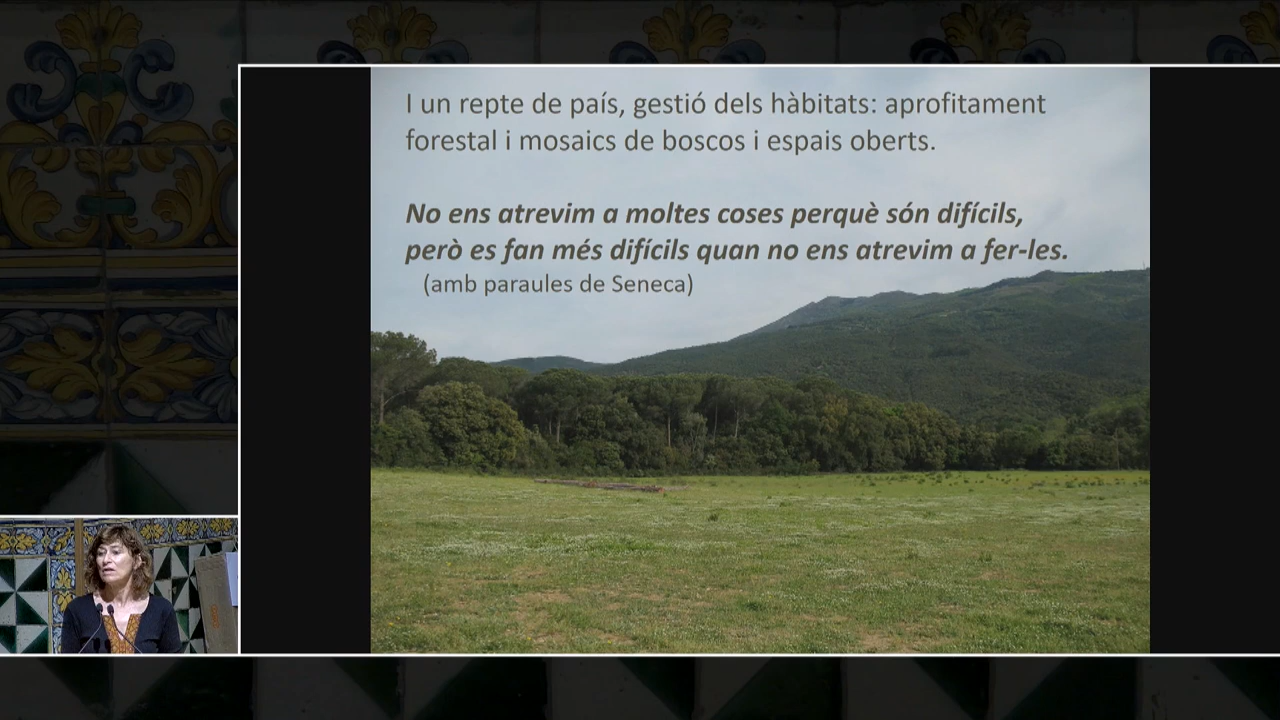 I un repte de país, gestió dels hàbitats: aprofitament
forestal i mosaics de boscos i espais oberts.
No ens atrevim a moltes coses perquè són difícils,
però es fan més difícils quan no ens atrevim a fer-les.
(amb paraules de Seneca)